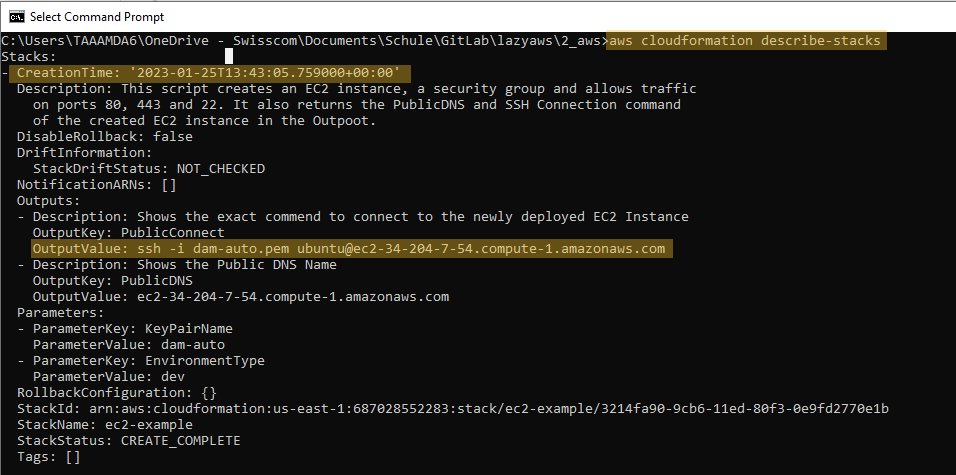 Select Command Prompt
C:\Users\TAAAMDA6\OneDrive - Swisscom\Documents\Schule\GitLab\lazyaws\2_aws>aws cloudformation describe-stacks
Stacks:
- CreationTime: '2023-01-25T13:43:05.759000+00:00'
  Description: This script creates an EC2 instance, a security group and allows traffic
    on ports 80, 443 and 22. It also returns the PublicDNS and SSH Connection command
    of the created EC2 instance in the Outpoot.
  DisableRollback: false
  DriftInformation:
    StackDriftStatus: NOT_CHECKED
  NotificationARNs: []
  Outputs:
  - Description: Shows the exact commend to connect to the newly deployed EC2 Instance
    OutputKey: PublicConnect
    OutputValue: ssh -i dam-auto.pem ubuntu@ec2-34-204-7-54.compute-1.amazonaws.com
  - Description: Shows the Public DNS Name
    OutputKey: PublicDNS
    OutputValue: ec2-34-204-7-54.compute-1.amazonaws.com
  Parameters:
  - ParameterKey: KeyPairName
    ParameterValue: dam-auto
  - ParameterKey: EnvironmentType
    ParameterValue: dev
  RollbackConfiguration: {}
  StackId: arn:aws:cloudformation:us-east-1:687028552283:stack/ec2-example/3214fa90-9cb6-11ed-80f3-0e9fd2770e1b
  StackName: ec2-example
  StackStatus: CREATE_COMPLETE
  Tags: []